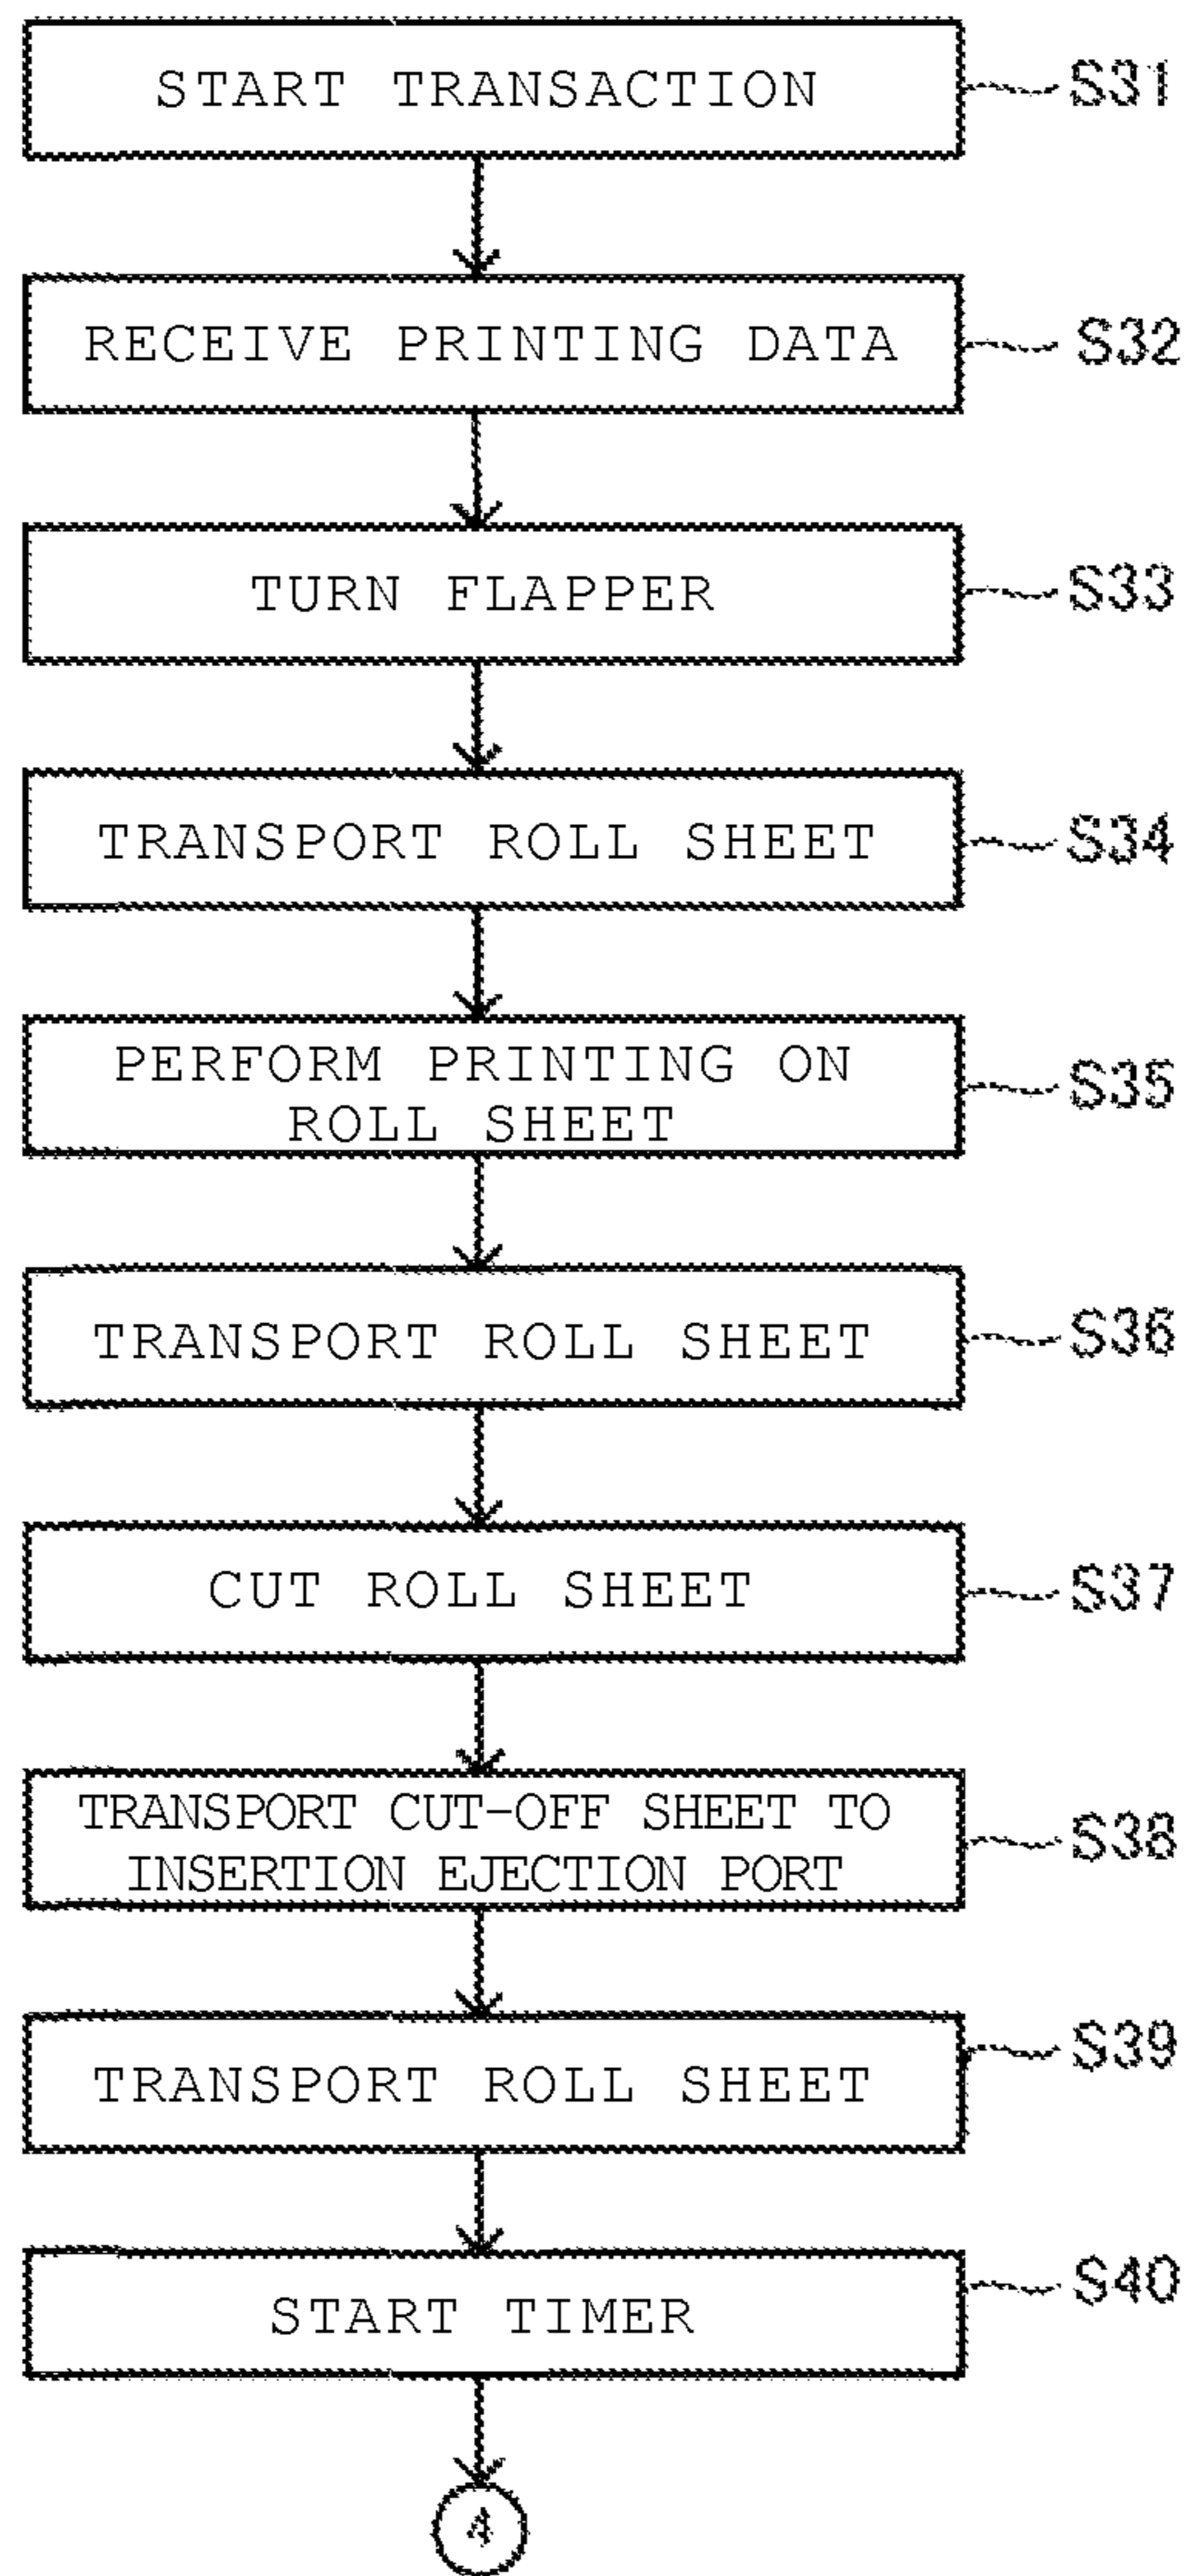 START TRANSACTION
S31
RECEIVE PRINTING DATA
S32
TURN FLAPPER
S33
TRANSPORT ROLL SHEET
S34
PERFORM PRINTING ON
ROLL SHEET
S35
TRANSPORT ROLL SHEET
S36
CUT ROLL SHEET
S37
TRANSPORT CUT-OFF SHEET TO
INSERTION EJECTION PORT
S38
TRANSPORT ROLL SHEET
S39
START TIMER
S40
4